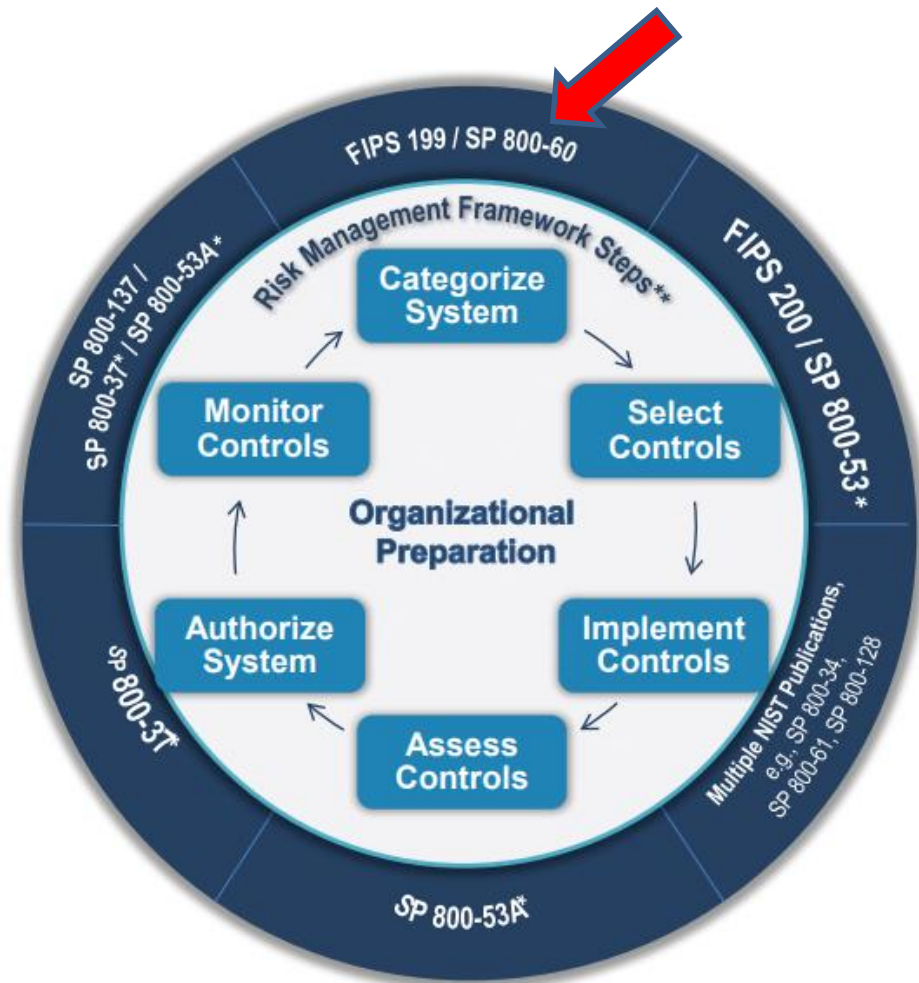 FIPS 199 / SP 800-60
FIPS 200 / SP 800-53*
Multiple NIST Publications,
e.g., SP 800-34,
SP 800-61, SP 800-128
SP 800-53A*
SP 800-37*
SP 800-137 /
SP 800-37* / SP 800-53A*
Risk Management Framework Steps**
Categorize
System
Select
Controls
Implement
Controls
Assess
Controls
Authorize
System
Monitor
Controls
Organizational
Preparation